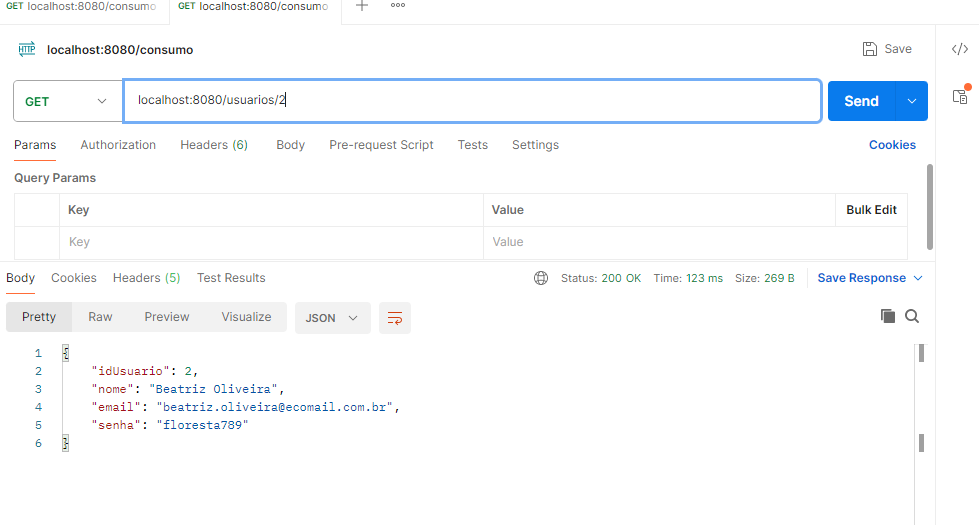 GET localhost:8080/consumo GET localhost:8080/consumo
HTTP localhost:8080/consumo Save
GET localhost:8080/usuarios/2 Send
Params Authorization Headers (6) Body Pre-request Script Tests Settings Cookies
Query Params
Key Value Bulk Edit
Key Value
Body Cookies Headers (5) Test Results Status: 200 OK Time: 123 ms Size: 269 B Save Response
Pretty Raw Preview Visualize JSON
1 {
2 "idUsuario": 2,
3 "nome": "Beatriz Oliveira",
4 "email": "beatriz.oliveira@ecomail.com.br",
5 "senha": "floresta789"
6 }